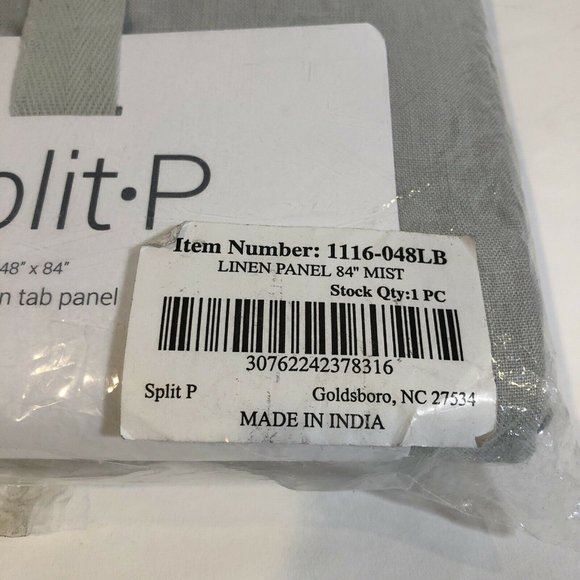 plit•P
48" x 84"
n tab panel
Item Number: 1116-048LB
LINEN PANEL 84" MIST
Stock Qty:1 PC
30762242378316
Split P Goldsboro, NC 27534
MADE IN INDIA